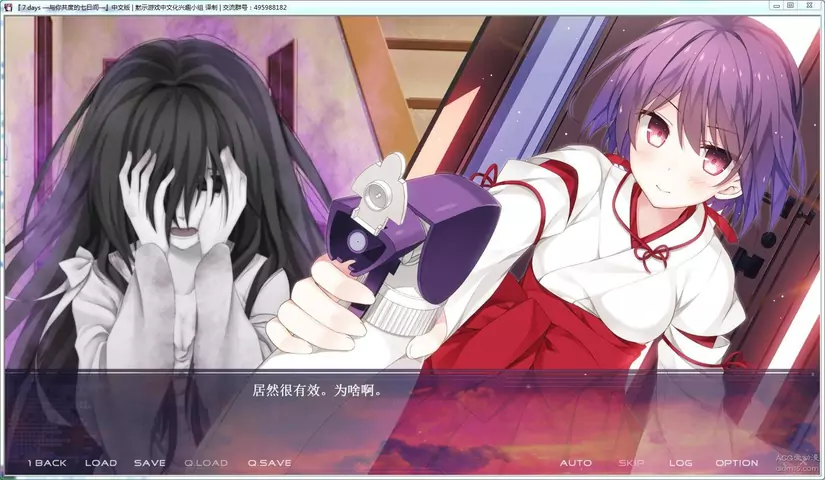 【 7 days ―与你共度的七日间―】中文版 | 默示游戏中文化兴趣小组 译制 | 交流群号：495988182
居然很有效。为啥啊。
1 BACK LOAD SAVE Q.LOAD Q.SAVE AUTO SKIP LOG OPTION